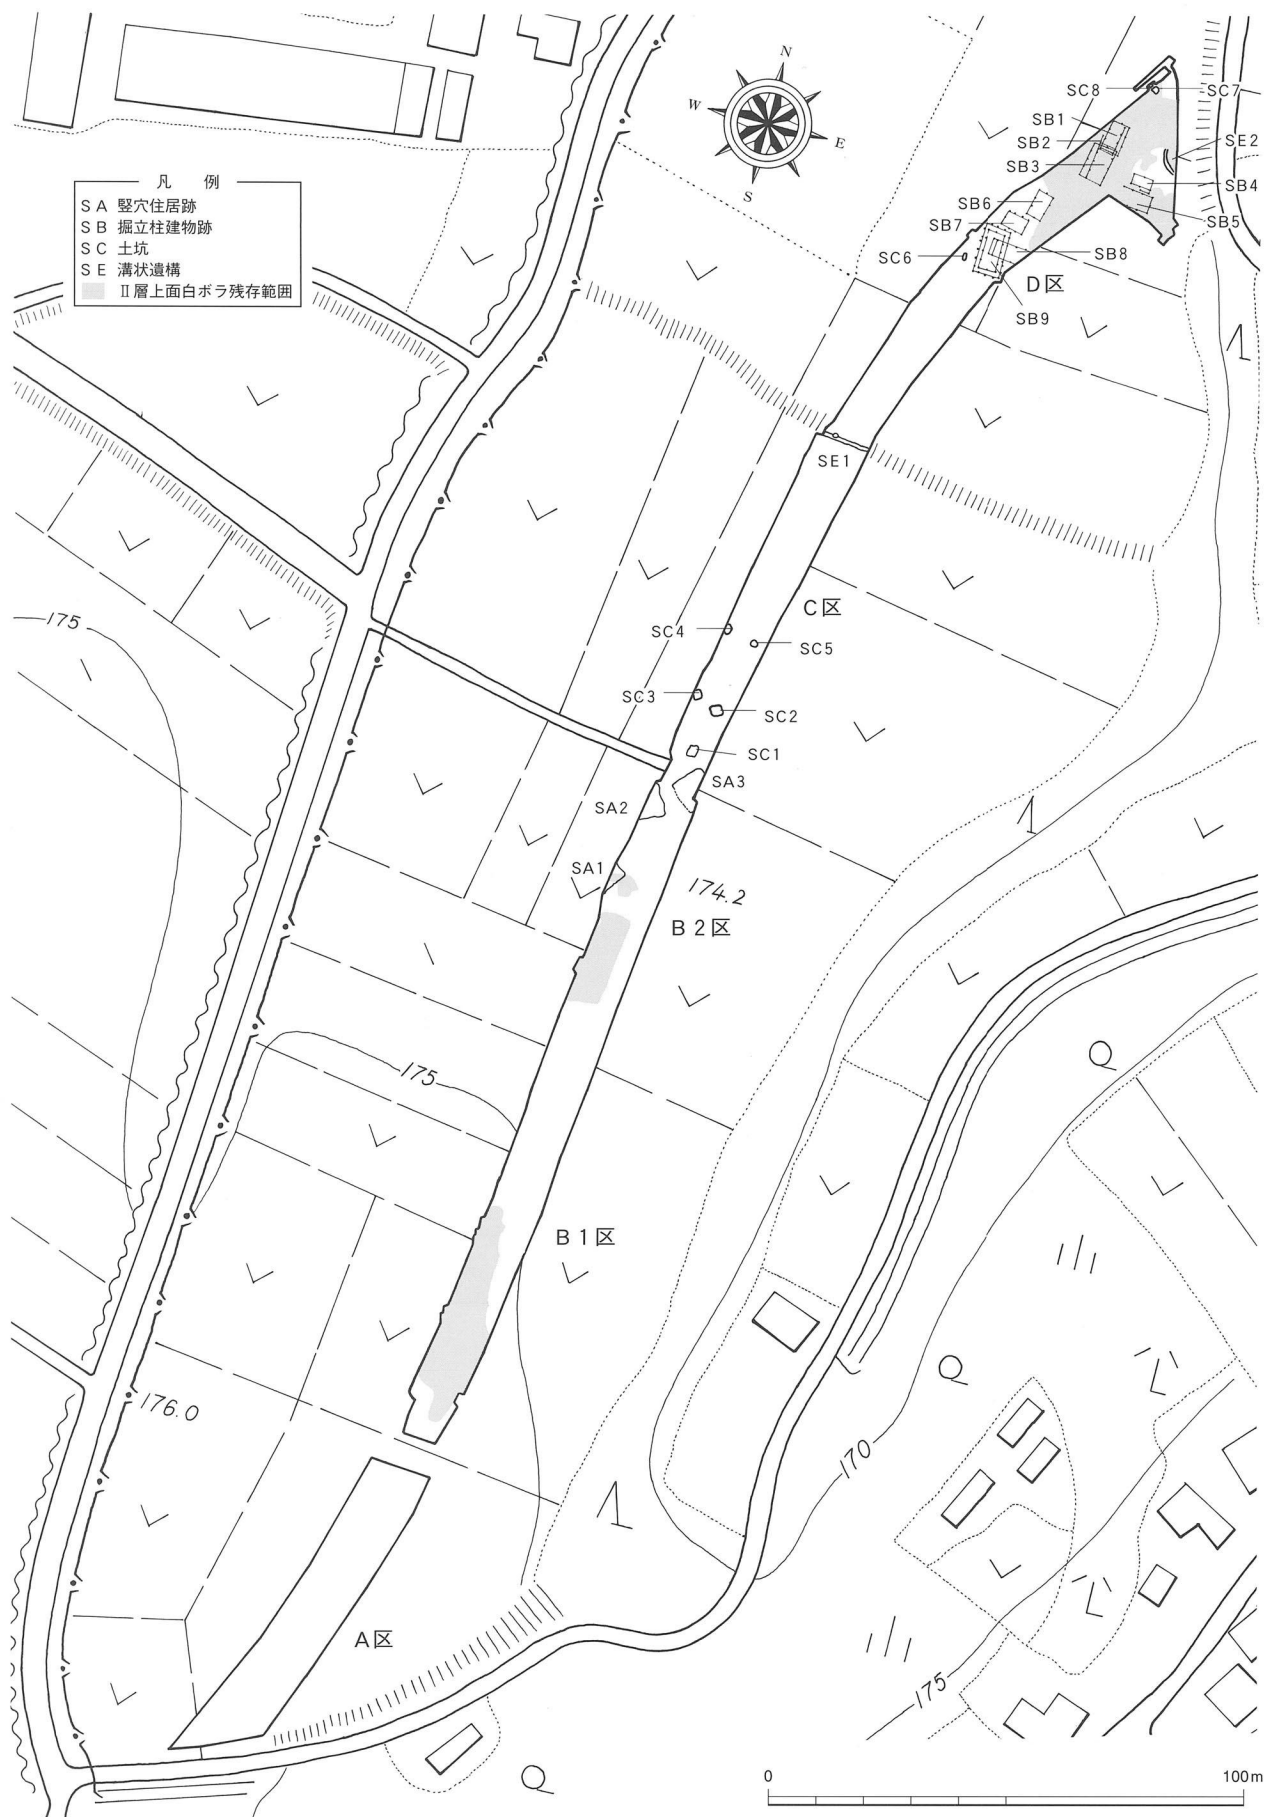 N
W
E
S
凡 例
SA 竪穴住居跡
SB 掘立柱建物跡
SC 土坑
SE 溝状遺構
Ⅱ層上面白ボラ残存範囲
SC8
SC7
SB1
SB2
SB3
SE2
SB4
SB5
SB6
SB7
SB8
SC6
D区
SB9
SE1
C区
SC4
SC5
SC3
SC2
SC1
SA3
SA2
SA1
174.2
B2区
175
175
B1区
176.0
170
A区
175
0
100m